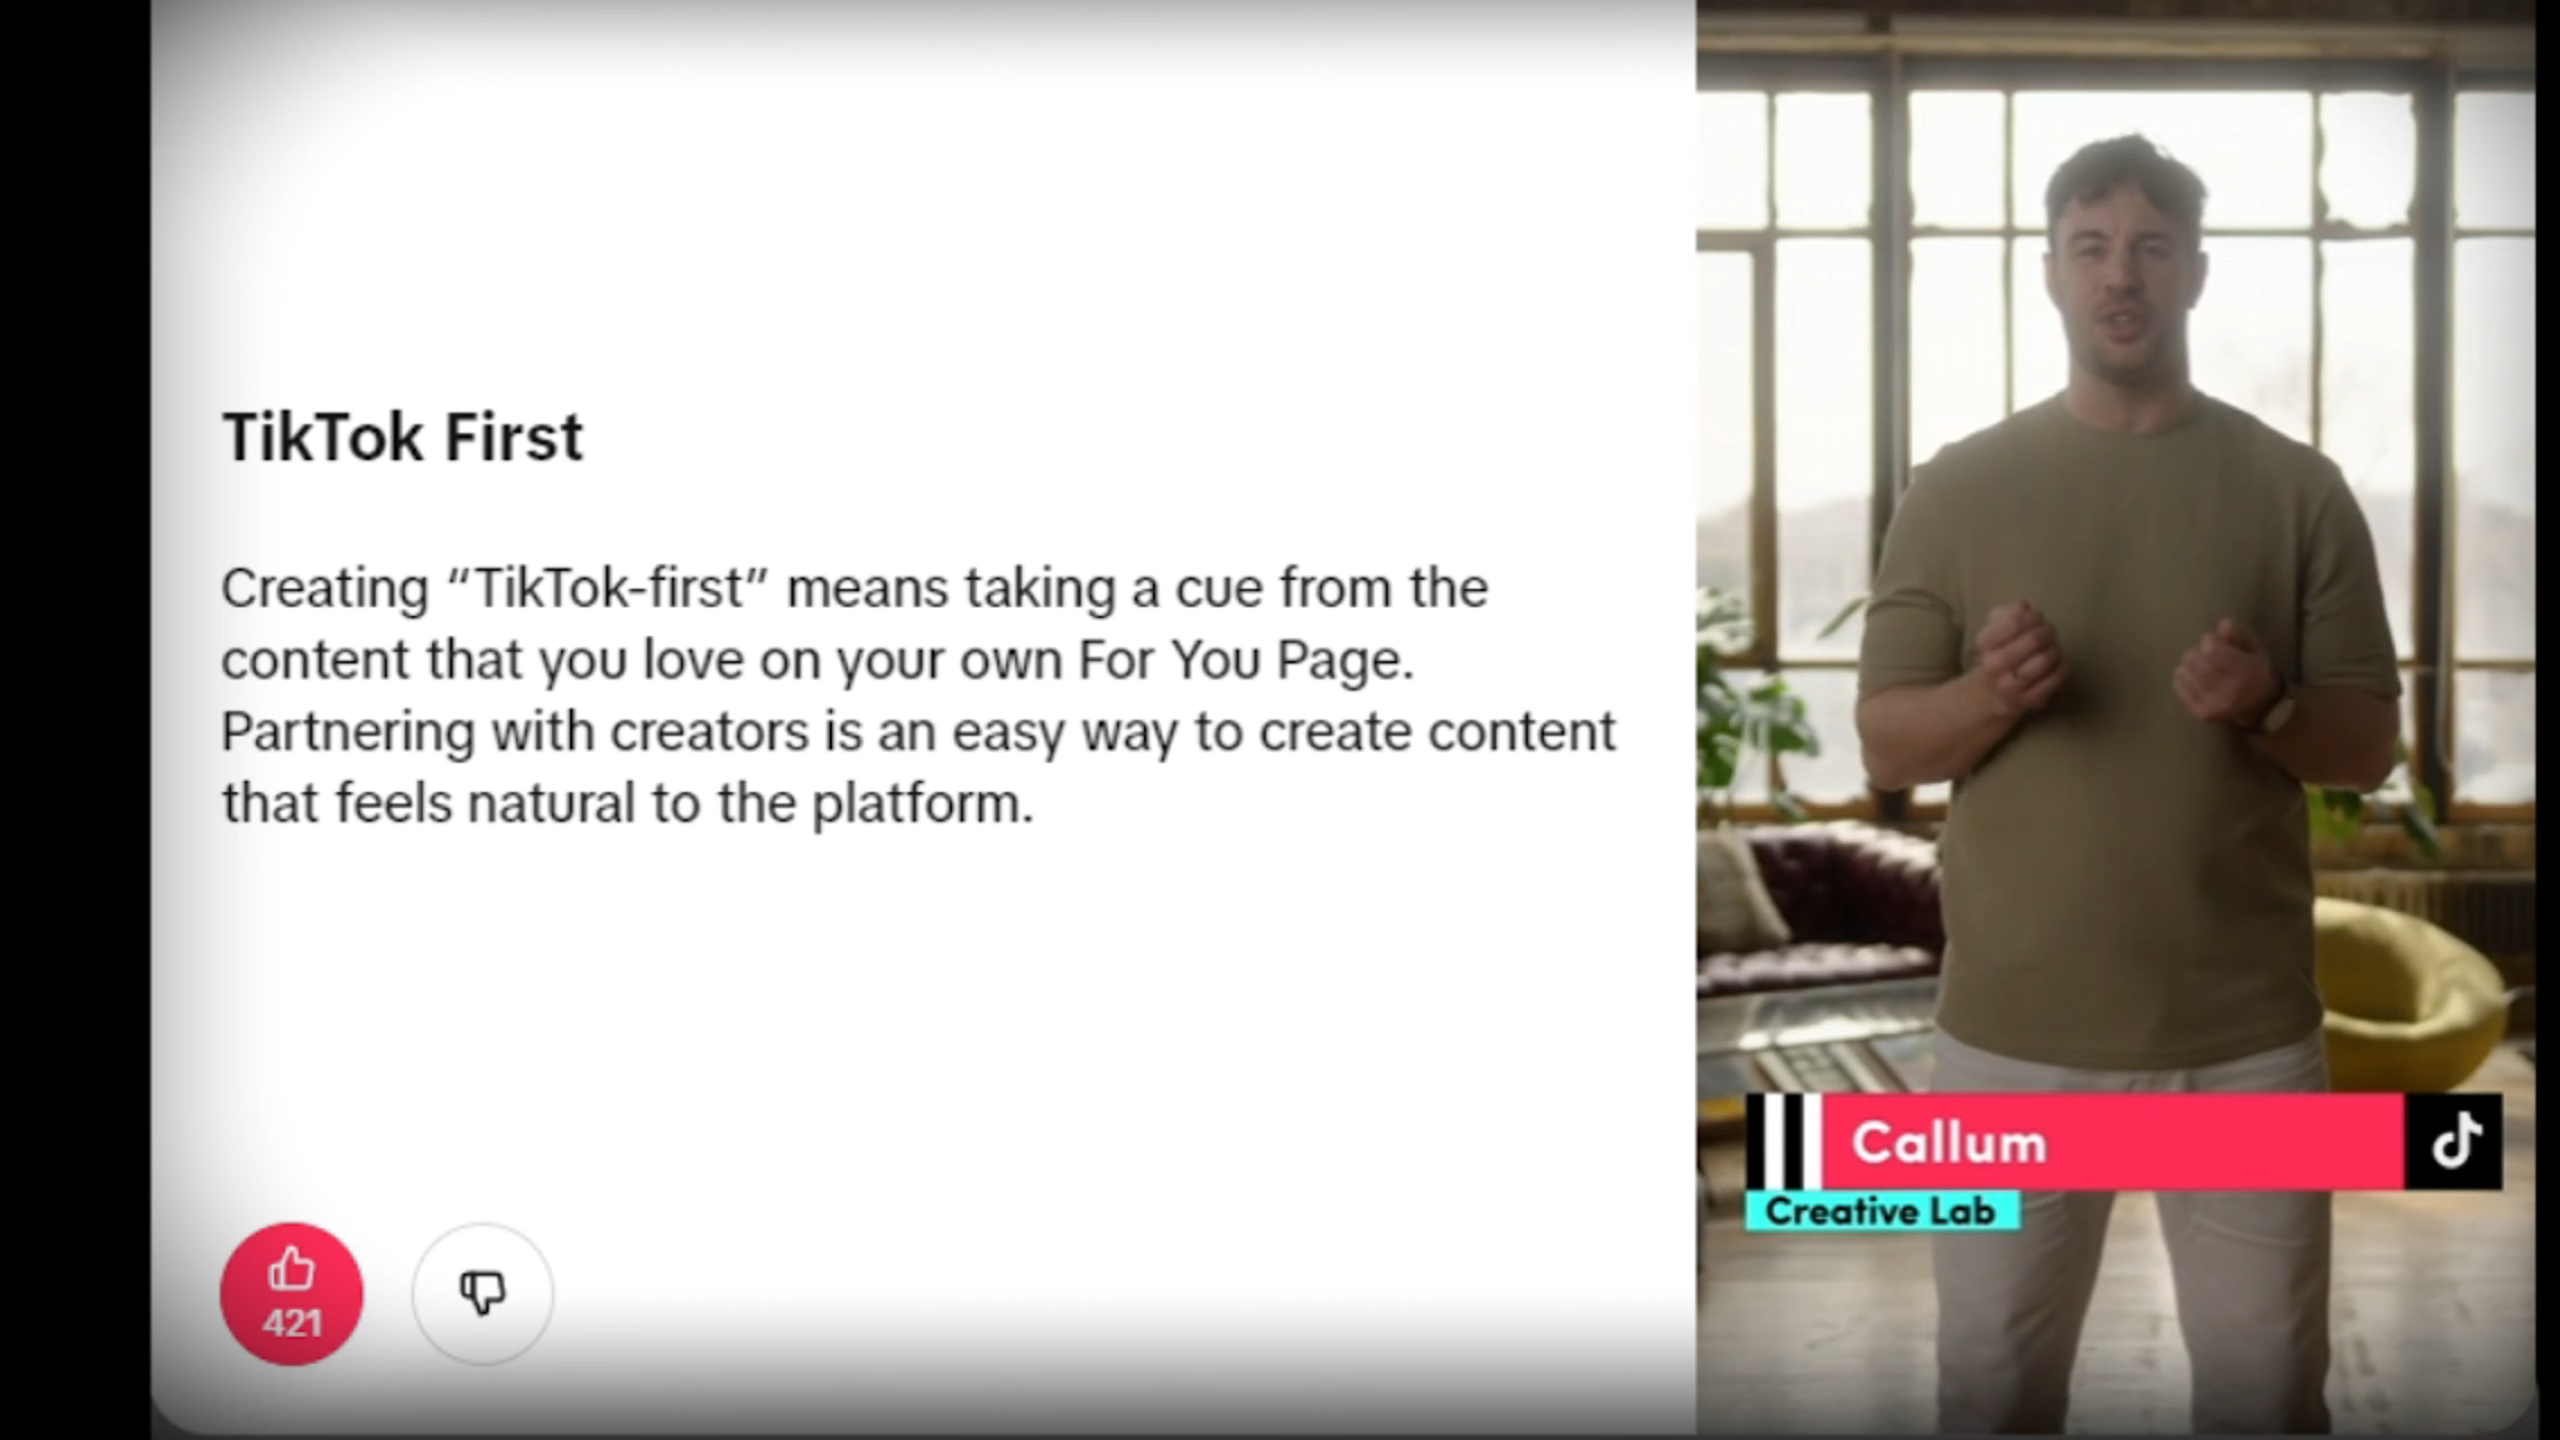 TikTok First
Creating “TikTok-first” means taking a cue from the
content that you love on your own For You Page.
Partnering with creators is an easy way to create content
that feels natural to the platform.
421
Callum
Creative Lab